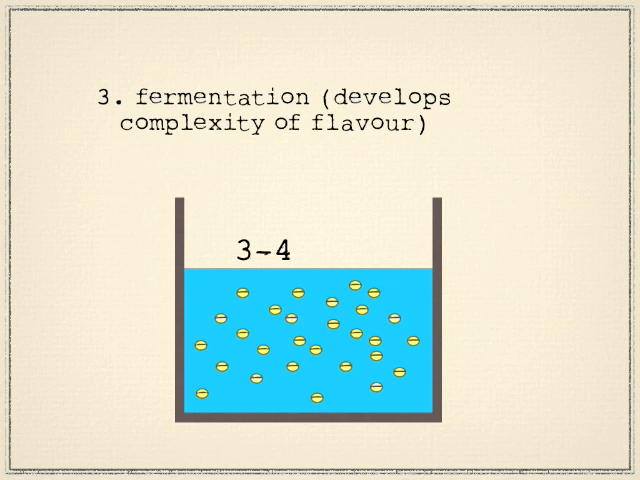 3. fermentation (develops
complexity of flavour)
3-4